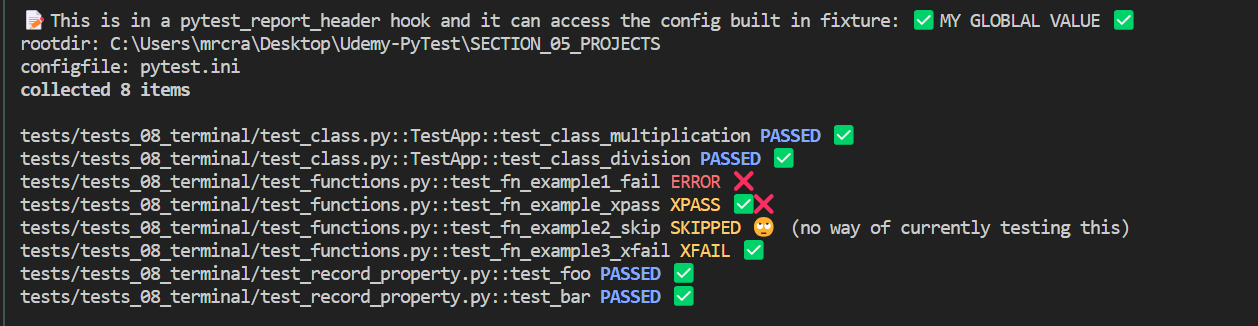 📝 This is in a pytest_report_header hook and it can access the config built in fixture: ✅ MY GLOBLAL VALUE ✅
rootdir: C:\Users\mrcra\Desktop\Udemy-PyTest\SECTION_05_PROJECTS
configfile: pytest.ini
collected 8 items
tests/tests_08_terminal/test_class.py::TestApp::test_class_multiplication PASSED ✅
tests/tests_08_terminal/test_class.py::TestApp::test_class_division PASSED ✅
tests/tests_08_terminal/test_functions.py::test_fn_example1_fail ERROR ❌
tests/tests_08_terminal/test_functions.py::test_fn_example_xpass XPASS ✅❌
tests/tests_08_terminal/test_functions.py::test_fn_example2_skip SKIPPED 🙄 (no way of currently testing this)
tests/tests_08_terminal/test_functions.py::test_fn_example3_xfail XFAIL ✅
tests/tests_08_terminal/test_record_property.py::test_foo PASSED ✅
tests/tests_08_terminal/test_record_property.py::test_bar PASSED ✅